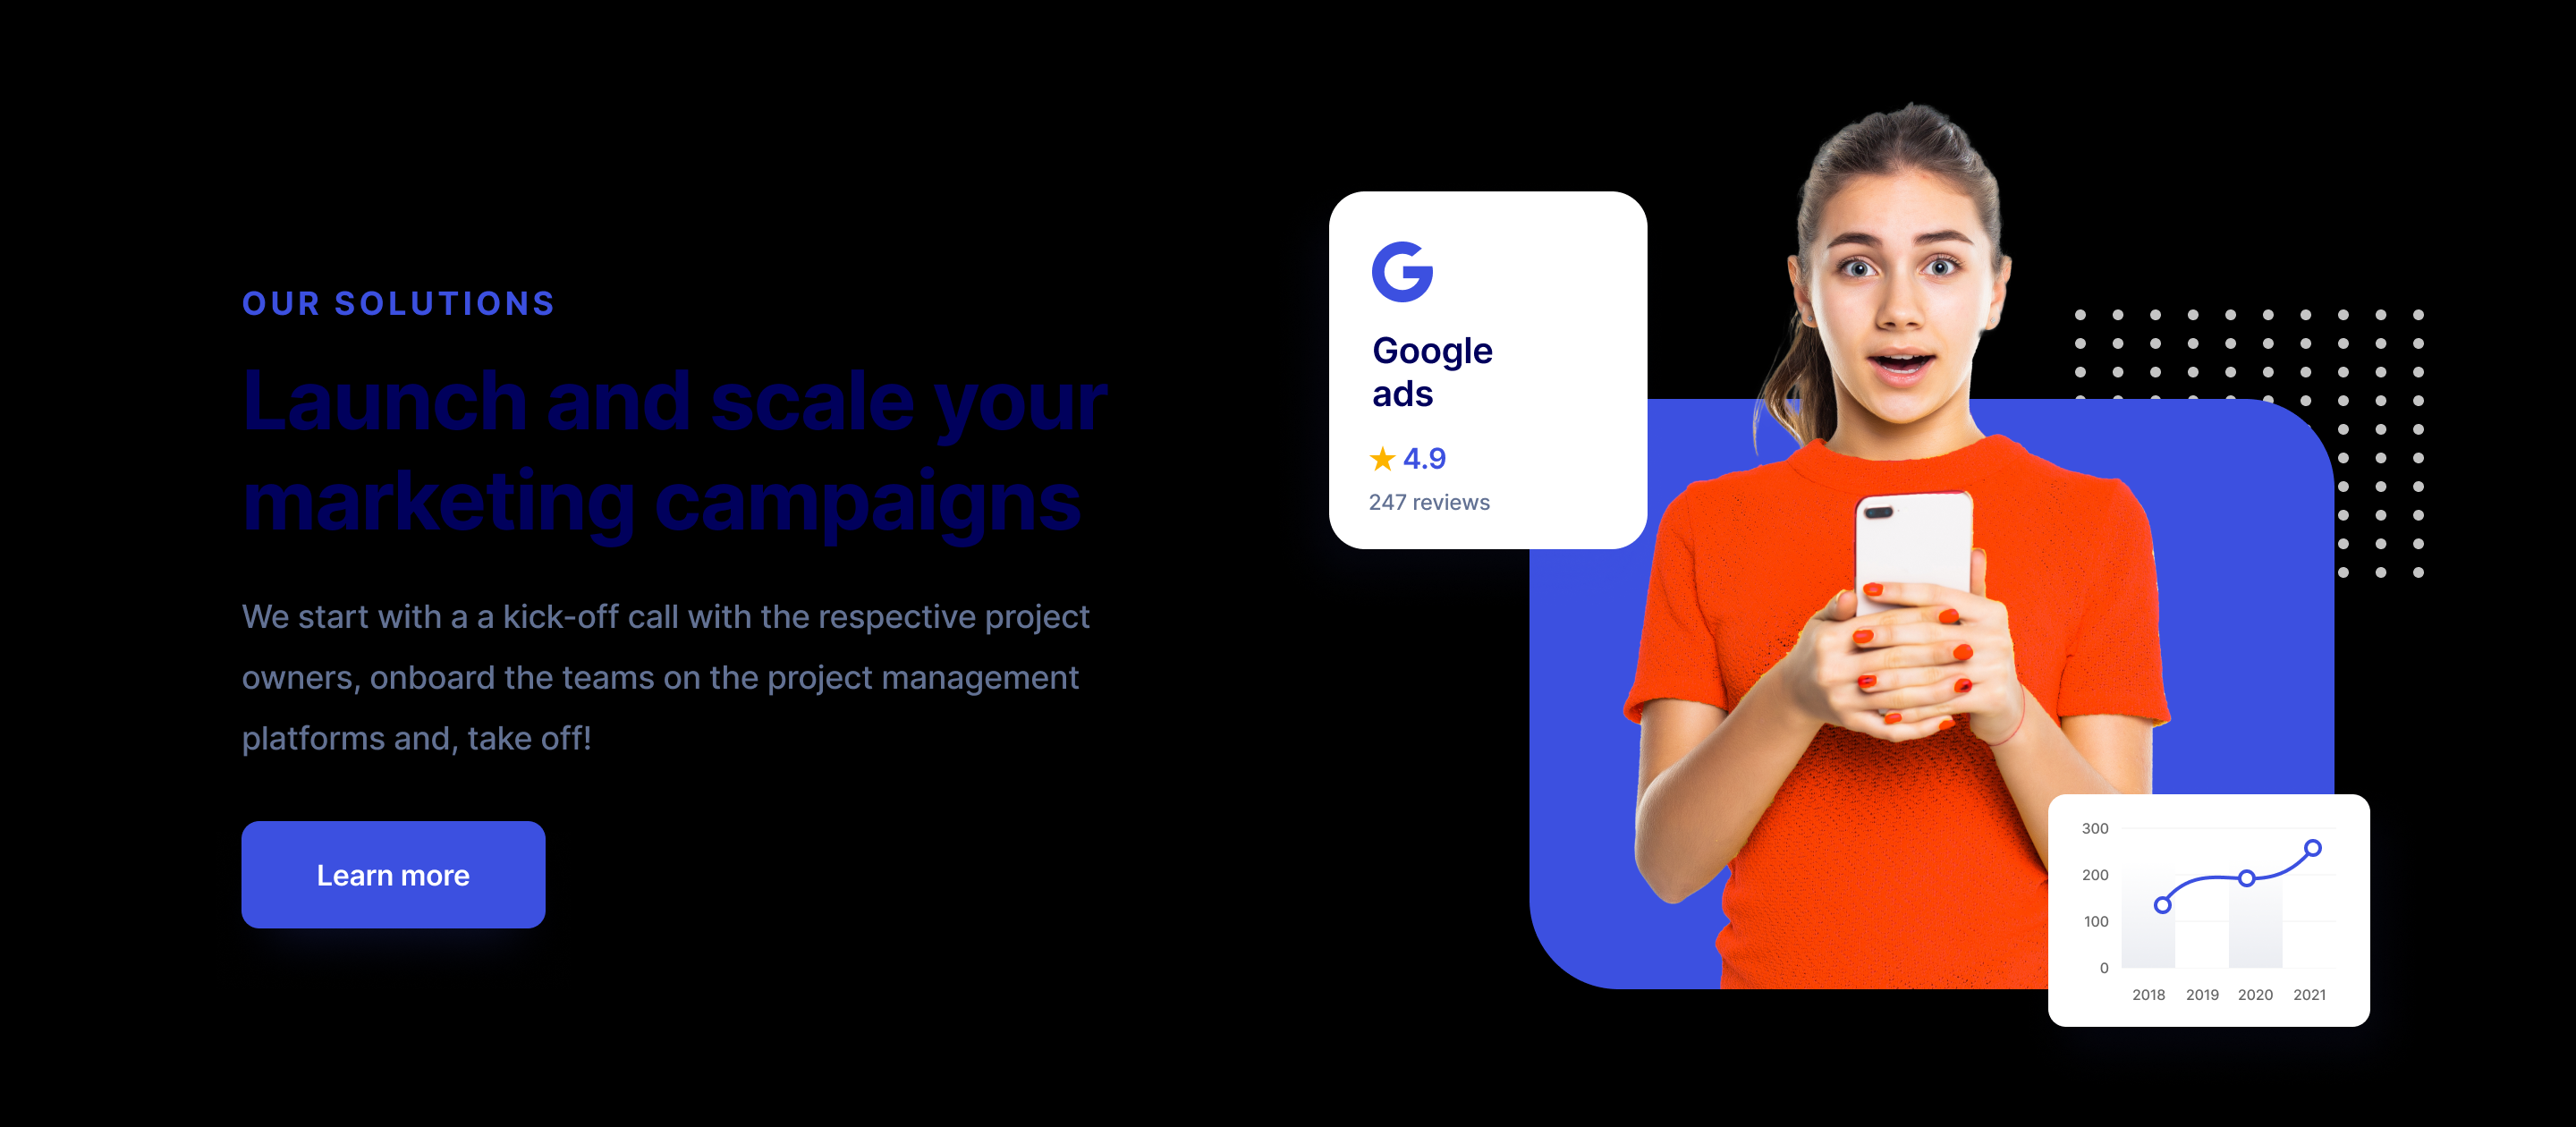 OUR SOLUTIONS
Launch and scale your
marketing campaigns
We start with a a kick-off call with the respective project
owners, onboard the teams on the project management
platforms and, take off!
Learn more
Google
ads
4.9
247 reviews
300
200
100
0
2018 2019 2020 2021